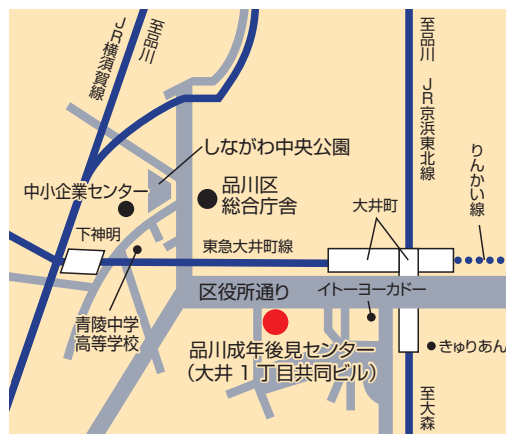 至品川
JR横須賀線
至品川
JR京浜東北線
りんかい線
しながわ中央公園
中小企業センター
品川区
総合庁舎
大井町
下神明
東急大井町線
区役所通り
イトーヨーカドー
青陵中学
高等学校
品川成年後見センター
（大井1丁目共同ビル）
きゅりあん
至大森